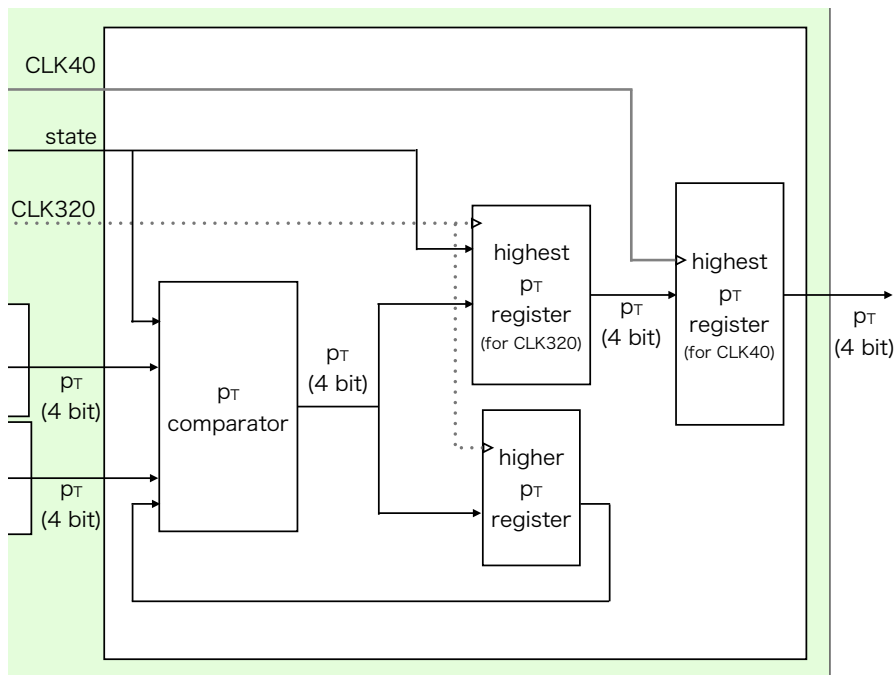 CLK40
state
CLK320
pT
(4 bit)
pT
(4 bit)
pT
comparator
pT
(4 bit)
highest
pT
register
(for CLK320)
higher
pT
register
pT
(4 bit)
highest
pT
register
(for CLK40)
pT
(4 bit)